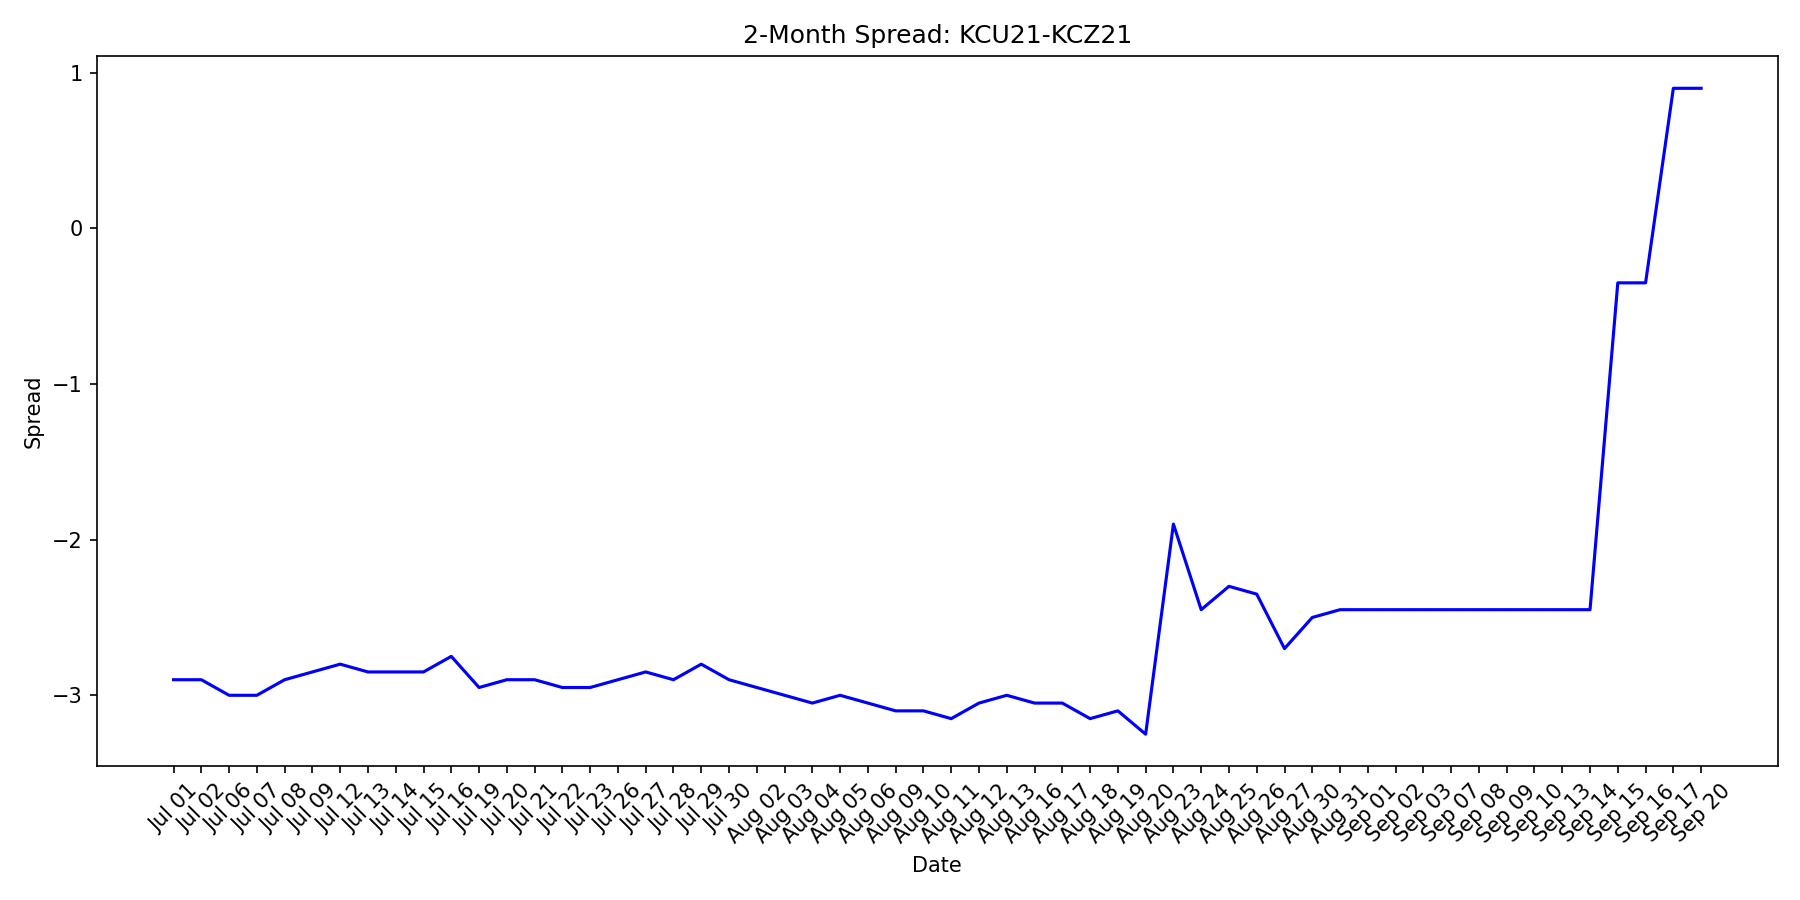 2-Month Spread: KCU21-KCZ21
1
0
−1
−2
−3
Spread
Jul 01
Jul 02
Jul 06
Jul 07
Jul 08
Jul 09
Jul 12
Jul 13
Jul 14
Jul 15
Jul 16
Jul 19
Jul 20
Jul 21
Jul 22
Jul 23
Jul 26
Jul 27
Jul 28
Jul 29
Jul 30
Aug 02
Aug 03
Aug 04
Aug 05
Aug 06
Aug 09
Aug 10
Aug 11
Aug 12
Aug 13
Aug 16
Aug 17
Aug 18
Aug 19
Aug 20
Aug 23
Aug 24
Aug 25
Aug 26
Aug 27
Aug 30
Aug 31
Sep 01
Sep 02
Sep 03
Sep 07
Sep 08
Sep 09
Sep 10
Sep 13
Sep 14
Sep 15
Sep 16
Sep 17
Sep 20
Date